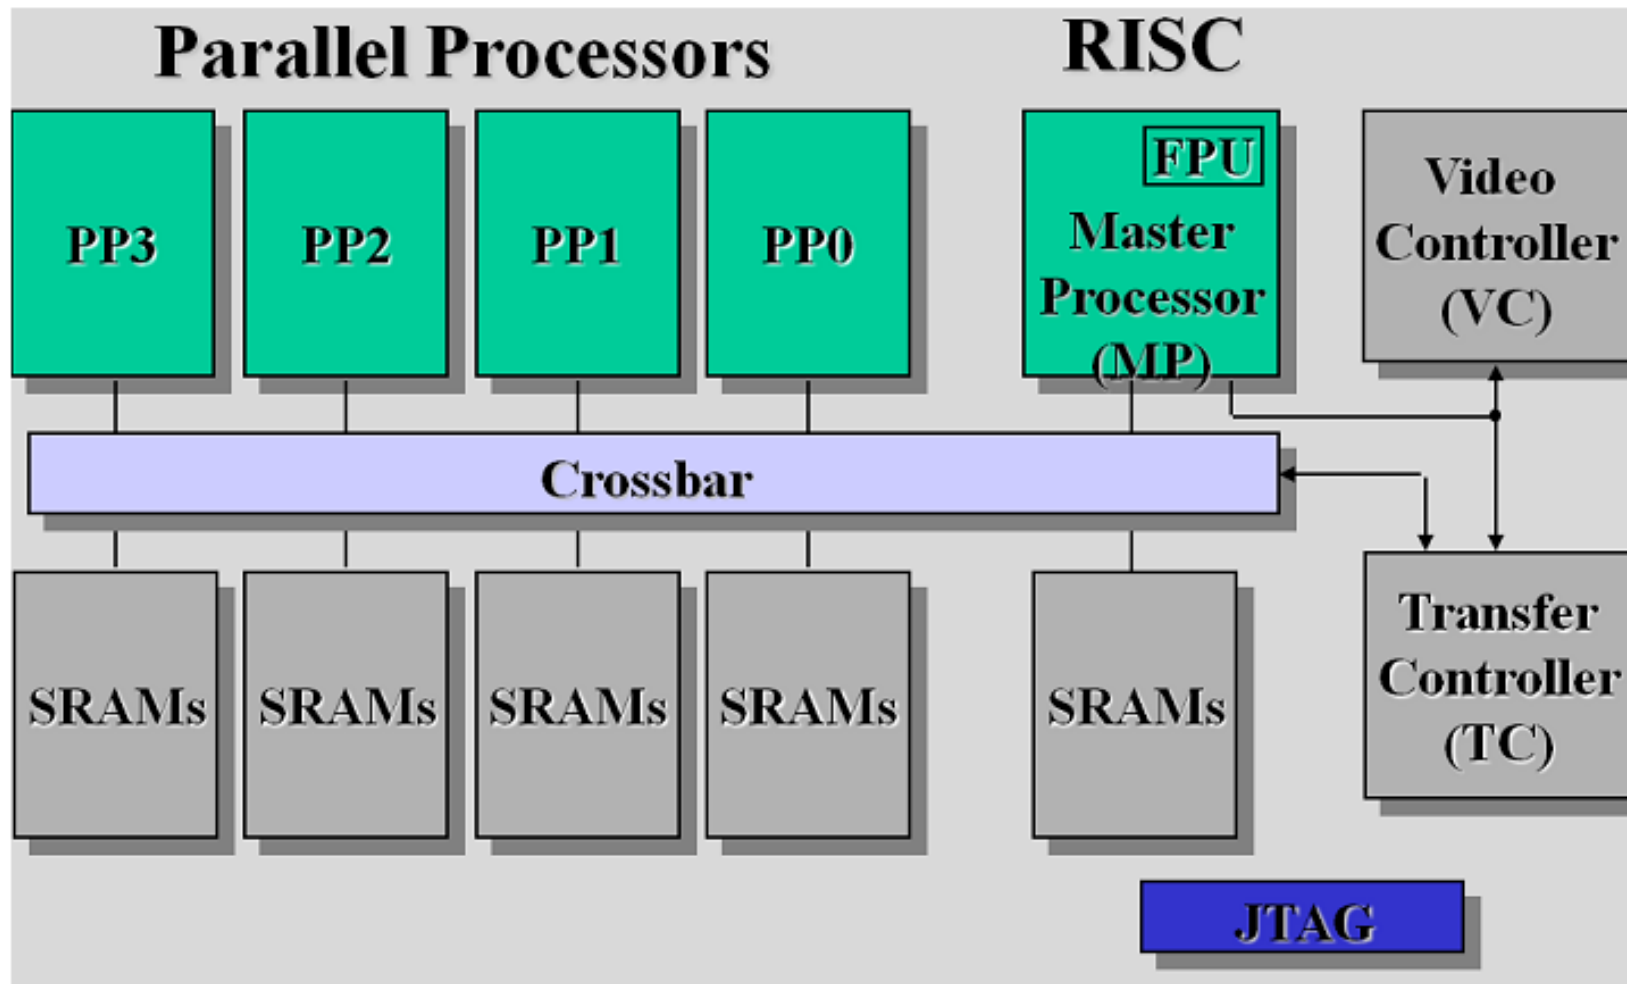 Parallel Processors
RISC
PP3
PP2
PP1
PP0
FPU
Master
Processor
(MP)
Video
Controller
(VC)
Crossbar
SRAMs
SRAMs
SRAMs
SRAMs
SRAMs
Transfer
Controller
(TC)
JTAG